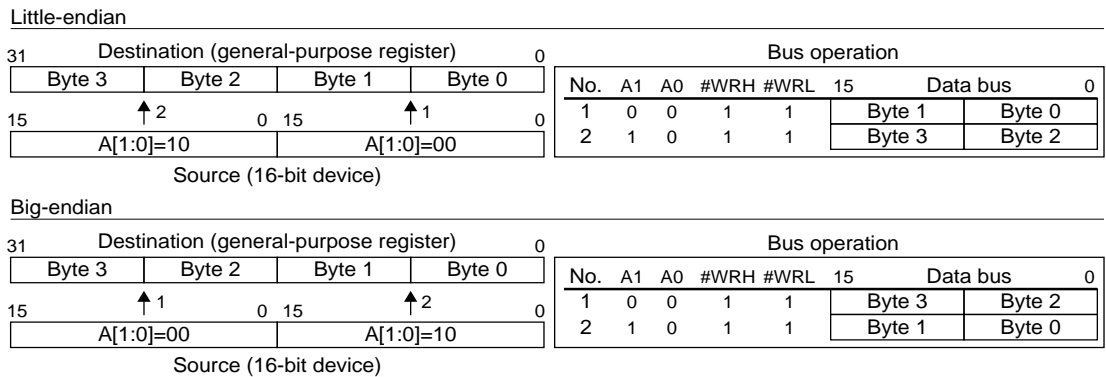 Little-endian
Destination (general-purpose register) Bus operation
31 0
Byte 3 Byte 2 Byte 1 Byte 0 No. A1 A0 #WRH #WRL 15 Data bus 0
2 1 1 0 0 1 1 Byte 1 Byte 0
15 0 15 0 2 1 0 1 1 Byte 3 Byte 2
A[1:0]=10 A[1:0]=00
Source (16-bit device)
Big-endian
Destination (general-purpose register) Bus operation
31 0
Byte 3 Byte 2 Byte 1 Byte 0 No. A1 A0 #WRH #WRL 15 Data bus 0
1 2 1 0 0 1 1 Byte 3 Byte 2
15 0 15 0 2 1 0 1 1 Byte 1 Byte 0
A[1:0]=00 A[1:0]=10
Source (16-bit device)